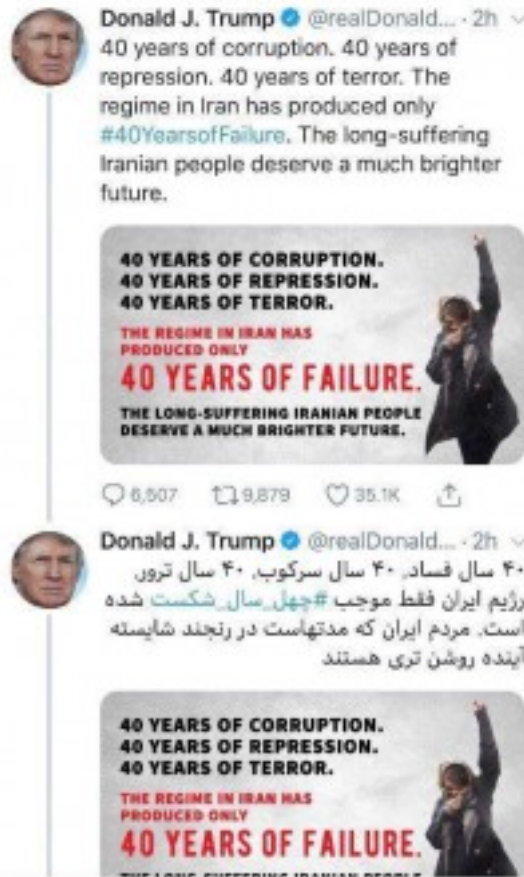 Donald J. Trump @realDonald... · 2h
40 years of corruption. 40 years of
repression. 40 years of terror. The
regime in Iran has produced only
#40YearsofFailure. The long-suffering
Iranian people deserve a much brighter
future.
40 YEARS OF CORRUPTION.
40 YEARS OF REPRESSION.
40 YEARS OF TERROR.
THE REGIME IN IRAN HAS
PRODUCED ONLY
40 YEARS OF FAILURE.
THE LONG-SUFFERING IRANIAN PEOPLE
DESERVE A MUCH BRIGHTER FUTURE.
6,507 9,879 35.1K
Donald J. Trump @realDonald... · 2h
۴۰ سال فساد. ۴۰ سال سرکوب. ۴۰ سال ترور.
رژیم ایران فقط موجب #چهل_سال_شکست شده
است. مردم ایران که مدتهاست در رنجند شایسته
آینده روشن تری هستند
40 YEARS OF CORRUPTION.
40 YEARS OF REPRESSION.
40 YEARS OF TERROR.
THE REGIME IN IRAN HAS
PRODUCED ONLY
40 YEARS OF FAILURE.
THE LONG-SUFFERING IRANIAN PEOPLE